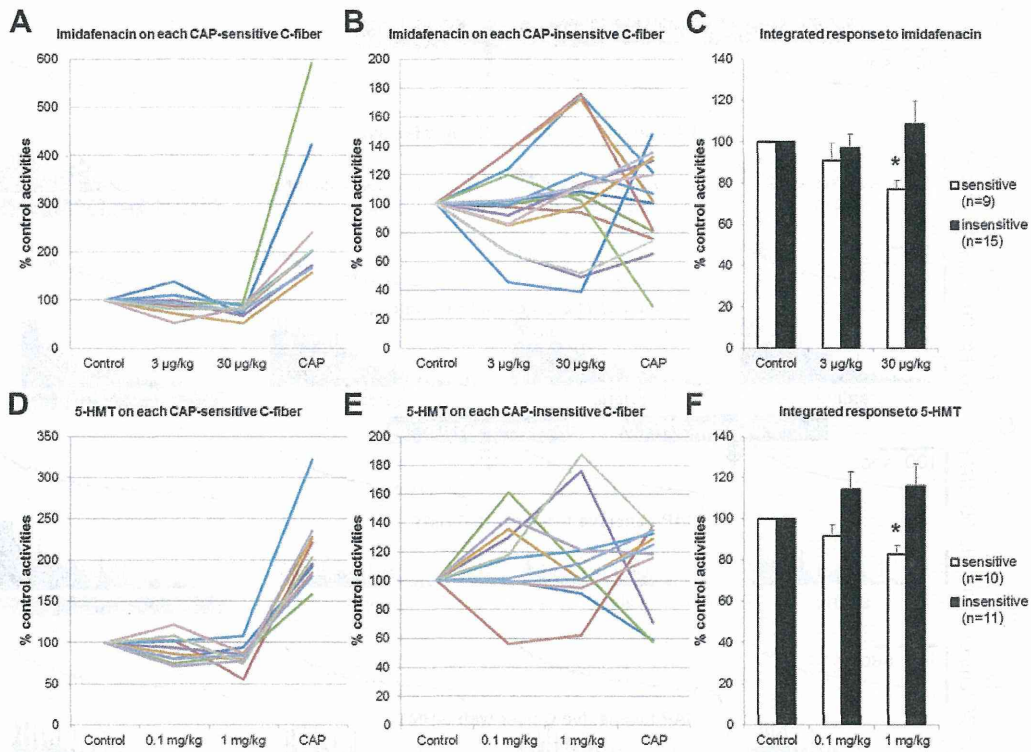 A
Imidafenacin on each CAP-sensitive C-fiber
% control activities
600
500
400
300
200
100
0
Control 3 µg/kg 30 µg/kg CAP
B
Imidafenacin on each CAP-insensitive C-fiber
% control activities
200
180
160
140
120
100
80
60
40
20
0
Control 3 µg/kg 30 µg/kg CAP
C
Integrated response to imidafenacin
% control activities
140
120
100
80
60
40
20
0
*
Control 3 µg/kg 30 µg/kg
sensitive
(n=9)
insensitive
(n=15)
D
5-HMT on each CAP-sensitive C-fiber
% control activities
350
300
250
200
150
100
50
0
Control 0.1 mg/kg 1 mg/kg CAP
E
5-HMT on each CAP-insensitive C-fiber
% control activities
200
180
160
140
120
100
80
60
40
20
0
Control 0.1 mg/kg 1 mg/kg CAP
F
Integrated response to 5-HMT
% control activities
140
120
100
80
60
40
20
0
*
Control 0.1 mg/kg 1 mg/kg
sensitive
(n=10)
insensitive
(n=11)